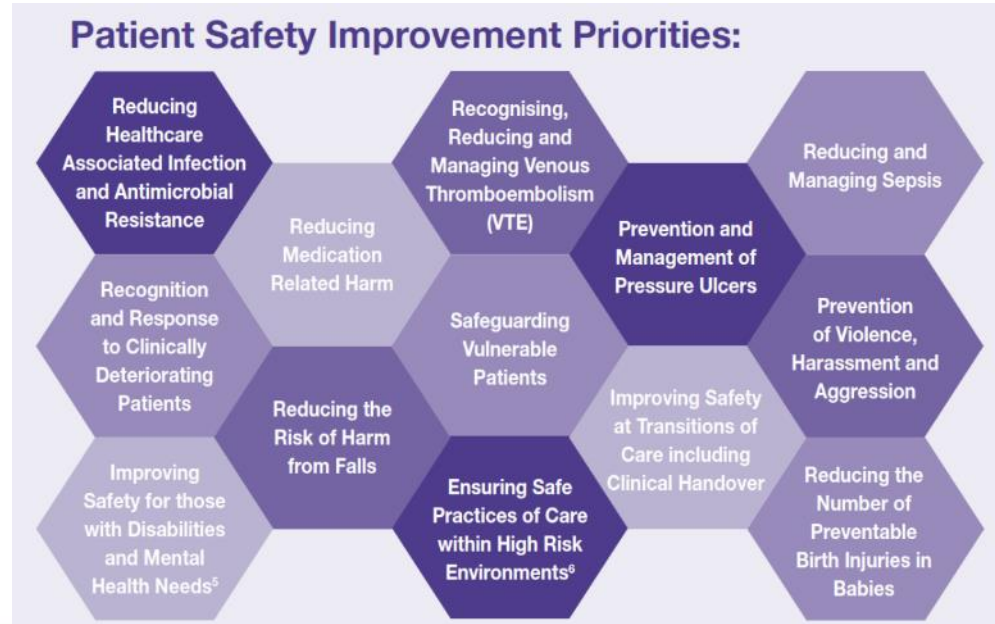 Patient Safety Improvement Priorities:
Reducing
Healthcare
Associated Infection
and Antimicrobial
Resistance
Recognition
and Response
to Clinically
Deteriorating
Patients
Improving
Safety for those
with Disabilities
and Mental
Health Needs⁵
Reducing
Medication
Related Harm
Reducing the
Risk of Harm
from Falls
Recognising,
Reducing and
Managing Venous
Thromboembolism
(VTE)
Safeguarding
Vulnerable
Patients
Ensuring Safe
Practices of Care
within High Risk
Environments⁶
Prevention and
Management of
Pressure Ulcers
Improving Safety
at Transitions of
Care including
Clinical Handover
Reducing and
Managing Sepsis
Prevention
of Violence,
Harassment and
Aggression
Reducing the
Number of
Preventable
Birth Injuries in
Babies